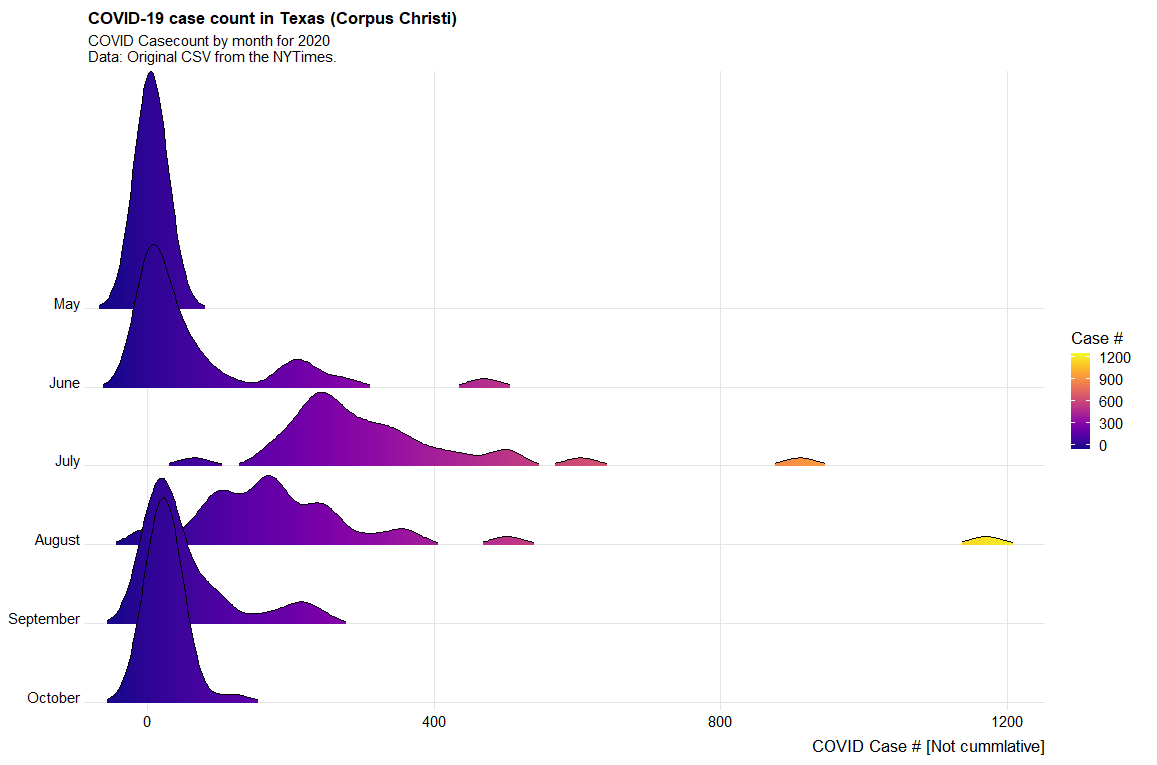 COVID-19 case count in Texas (Corpus Christi)
COVID Casecount by month for 2020
Data: Original CSV from the NYTimes.
May
June
July
August
September
October
0
400
800
1200
COVID Case # [Not cummlative]
Case #
1200
900
600
300
0